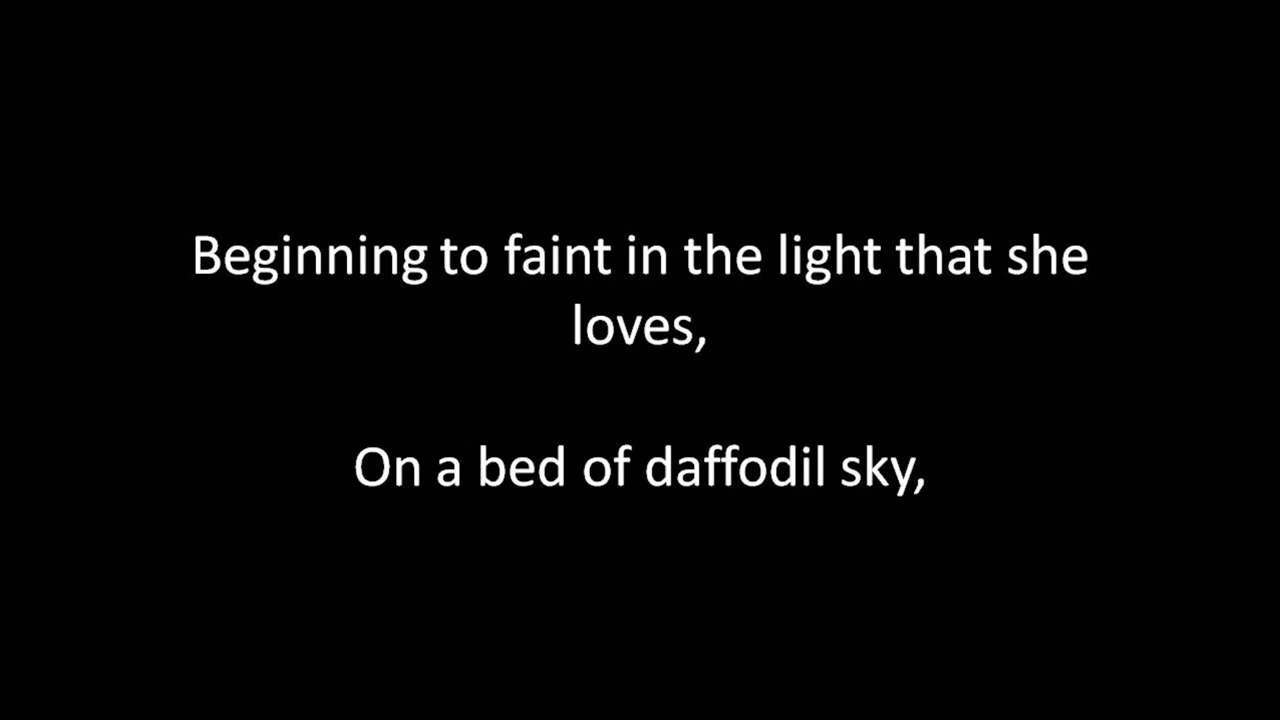 Beginning to faint in the light that she
loves,
On a bed of daffodil sky,